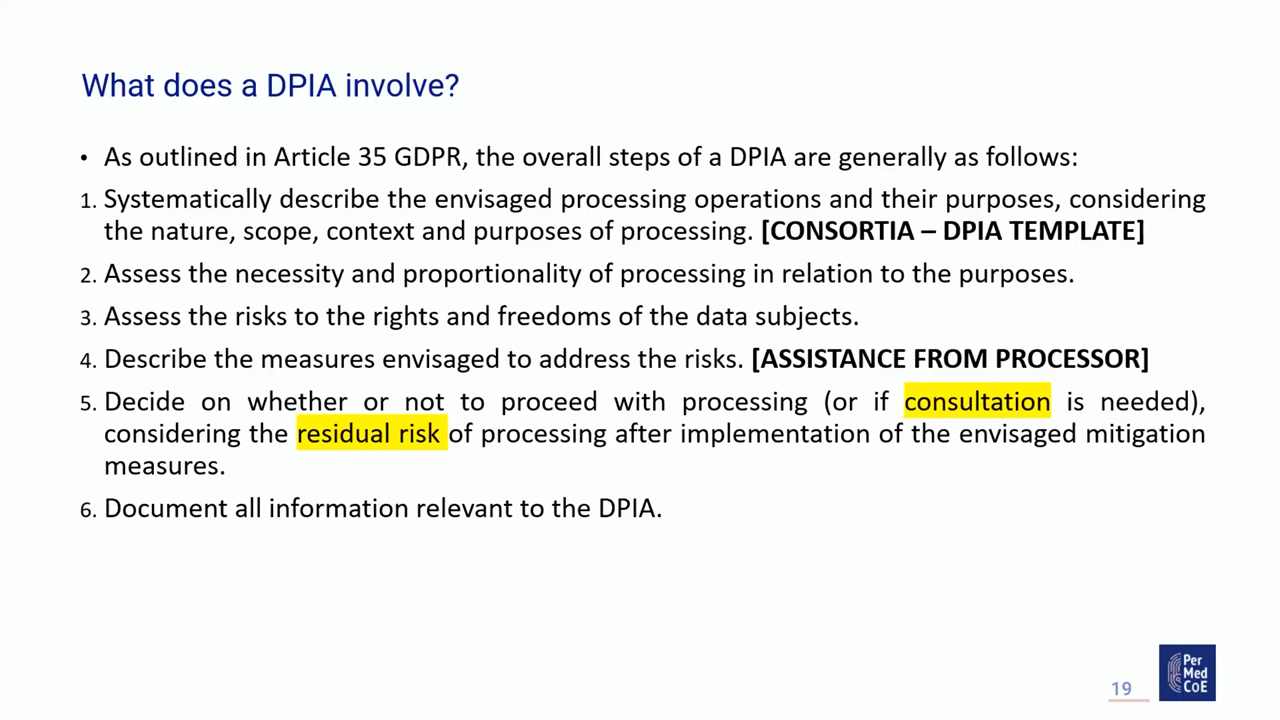 What does a DPIA involve?
• As outlined in Article 35 GDPR, the overall steps of a DPIA are generally as follows:
1. Systematically describe the envisaged processing operations and their purposes, considering
the nature, scope, context and purposes of processing. [CONSORTIA – DPIA TEMPLATE]
2. Assess the necessity and proportionality of processing in relation to the purposes.
3. Assess the risks to the rights and freedoms of the data subjects.
4. Describe the measures envisaged to address the risks. [ASSISTANCE FROM PROCESSOR]
5. Decide on whether or not to proceed with processing (or if consultation is needed),
considering the residual risk of processing after implementation of the envisaged mitigation
measures.
6. Document all information relevant to the DPIA.
19
Per
Med
CoE